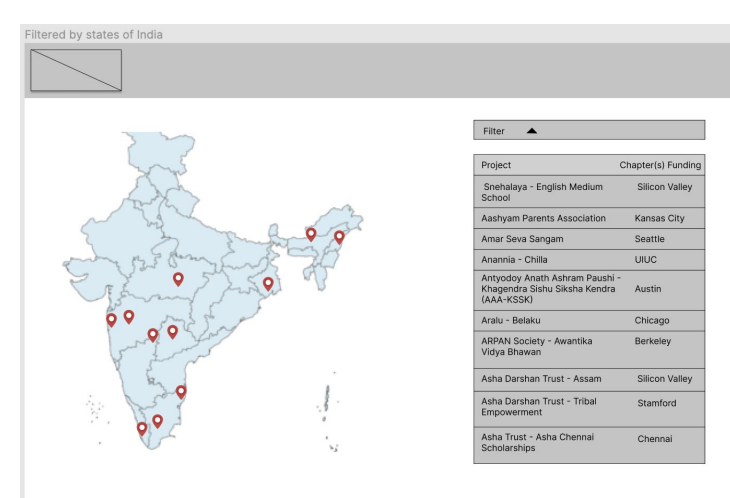 Filtered by states of India
Filter
Project Chapter(s) Funding
Snehalaya - English Medium
School
Silicon Valley
Aashyam Parents Association Kansas City
Amar Seva Sangam Seattle
Anannia - Chilla UIUC
Antyodoy Anath Ashram Paushi -
Khagendra Sishu Siksha Kendra
(AAA-KSSK)
Austin
Aralu - Belaku Chicago
ARPAN Society - Awantika
Vidya Bhawan
Berkeley
Asha Darshan Trust - Assam Silicon Valley
Asha Darshan Trust - Tribal
Empowerment
Stamford
Asha Trust - Asha Chennai
Scholarships
Chennai